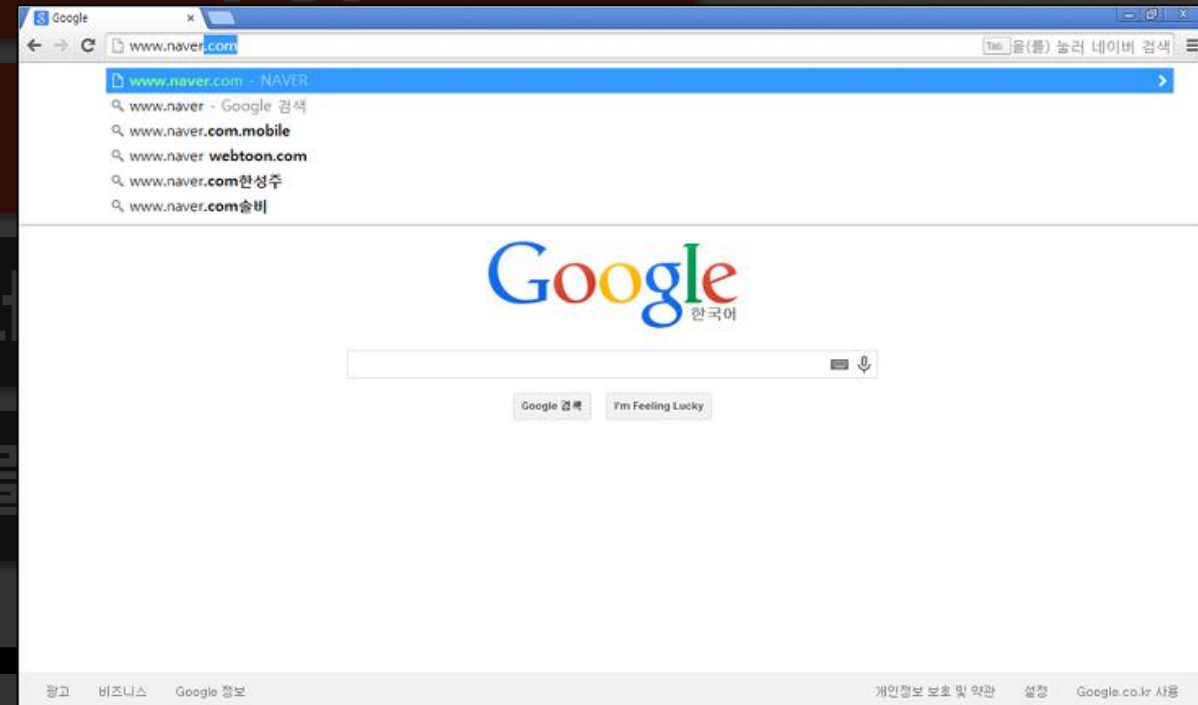 Google
www.naver.com
Tab 을(를) 눌러 네이버 검색
www.naver.com - NAVER
www.naver - Google 검색
www.naver.com.mobile
www.naver webtoon.com
www.naver.com한성주
www.naver.com솔비
Google
한국어
Google 검색
I'm Feeling Lucky
광고 비즈니스 Google 정보
개인정보 보호 및 약관 설정 Google.co.kr 사용